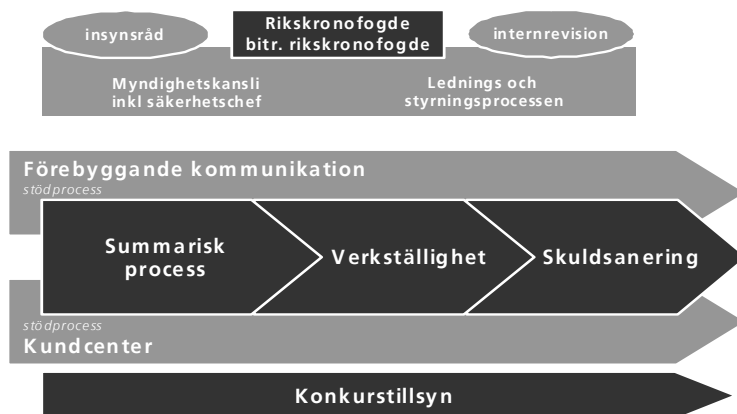 insynsråd
Rikskronofogde
bitr. rikskronofogde
internrevision
Myndighetskansli
inkl säkerhetschef
Lednings och
styrningsprocessen
Förebyggande kommunikation
stödprocess
Summarisk
process
Verkställighet
Skuldsanering
stödprocess
Kundcenter
Konkurstillsyn